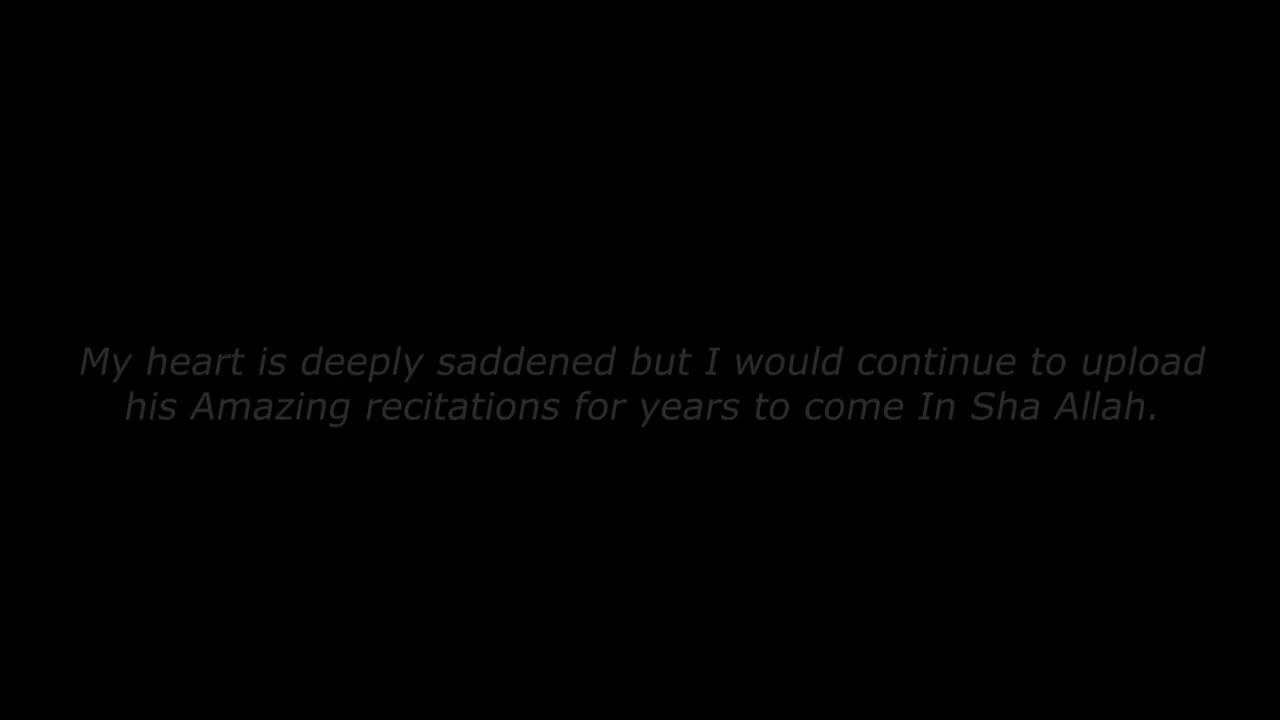 My heart is deeply saddened but I would continue to upload
his Amazing recitations for years to come In Sha Allah.